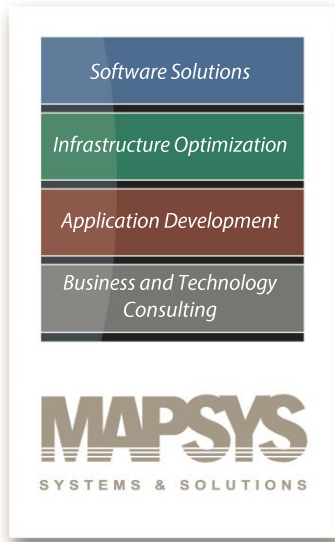 Software Solutions
Infrastructure Optimization
Application Development
Business and Technology
Consulting
MAPSYS
SYSTEMS & SOLUTIONS